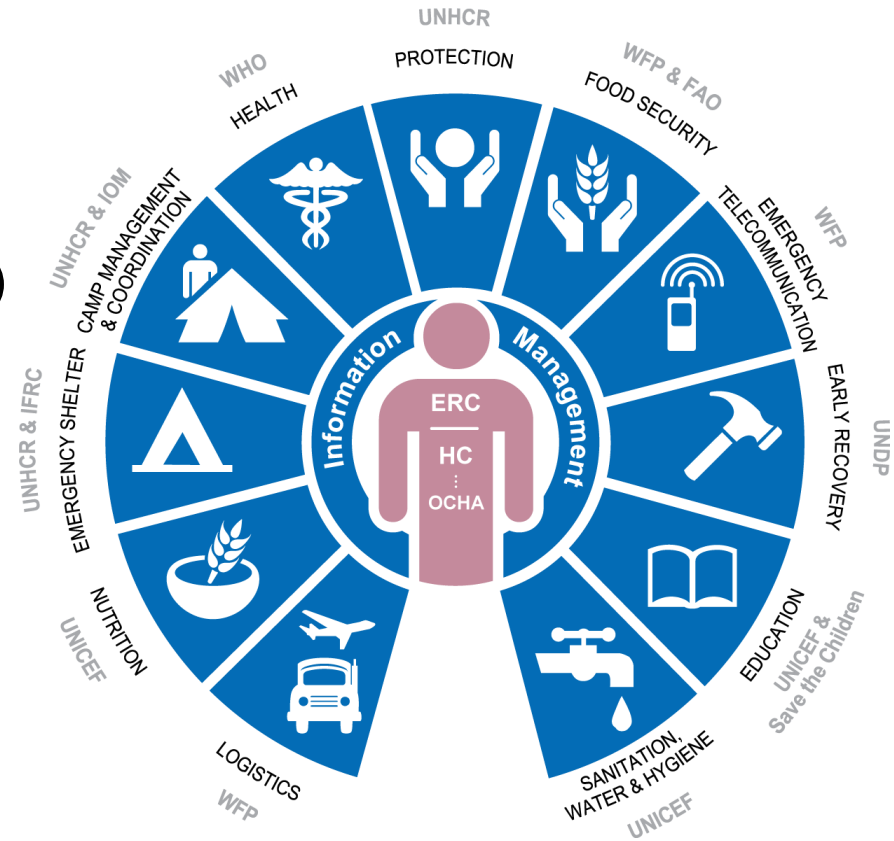 UNHCR
PROTECTION
WFP & FAO
FOOD SECURITY
WFP
EMERGENCY
TELECOMMUNICATION
EARLY RECOVERY
UNDP
EDUCATION
UNICEF &
Save the Children
SANITATION,
WATER & HYGIENE
UNICEF
LOGISTICS
WFP
NUTRITION
UNICEF
UNHCR & IFRC
EMERGENCY SHELTER
UNHCR & IOM
CAMP MANAGEMENT
& COORDINATION
WHO
HEALTH
Information Management
ERC
HC
OCHA
)